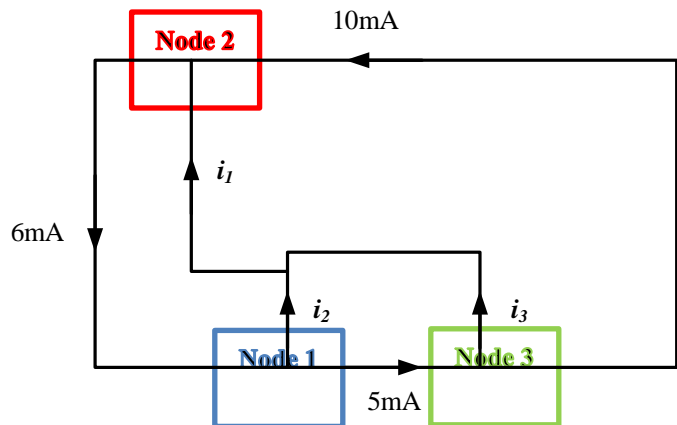 10mA
Node 2
i₁
6mA
i₂
i₃
Node 1
Node 3
5mA